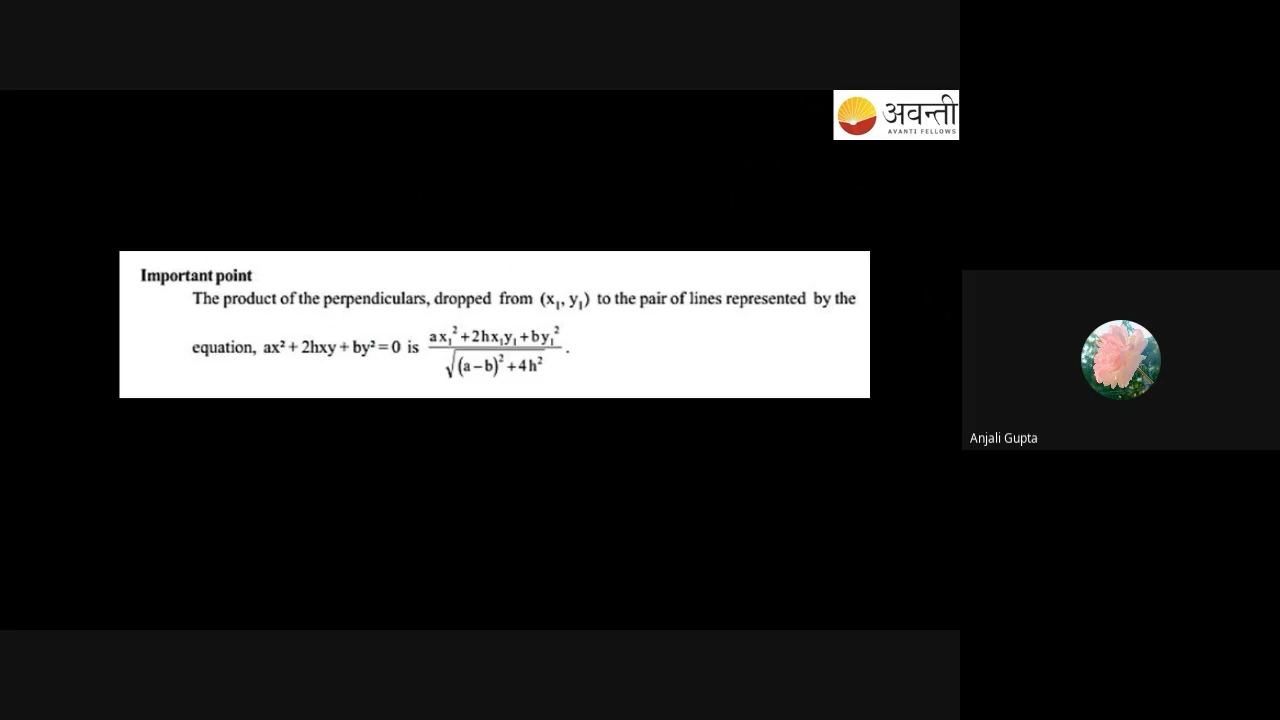 अवन्ती
AVANTI FELLOWS
Important point
The product of the perpendiculars, dropped from (x₁, y₁) to the pair of lines represented by the
equation, ax² + 2hxy + by² = 0 is (ax₁² + 2hx₁y₁ + by₁²) / √((a−b)² + 4h²) .
Anjali Gupta